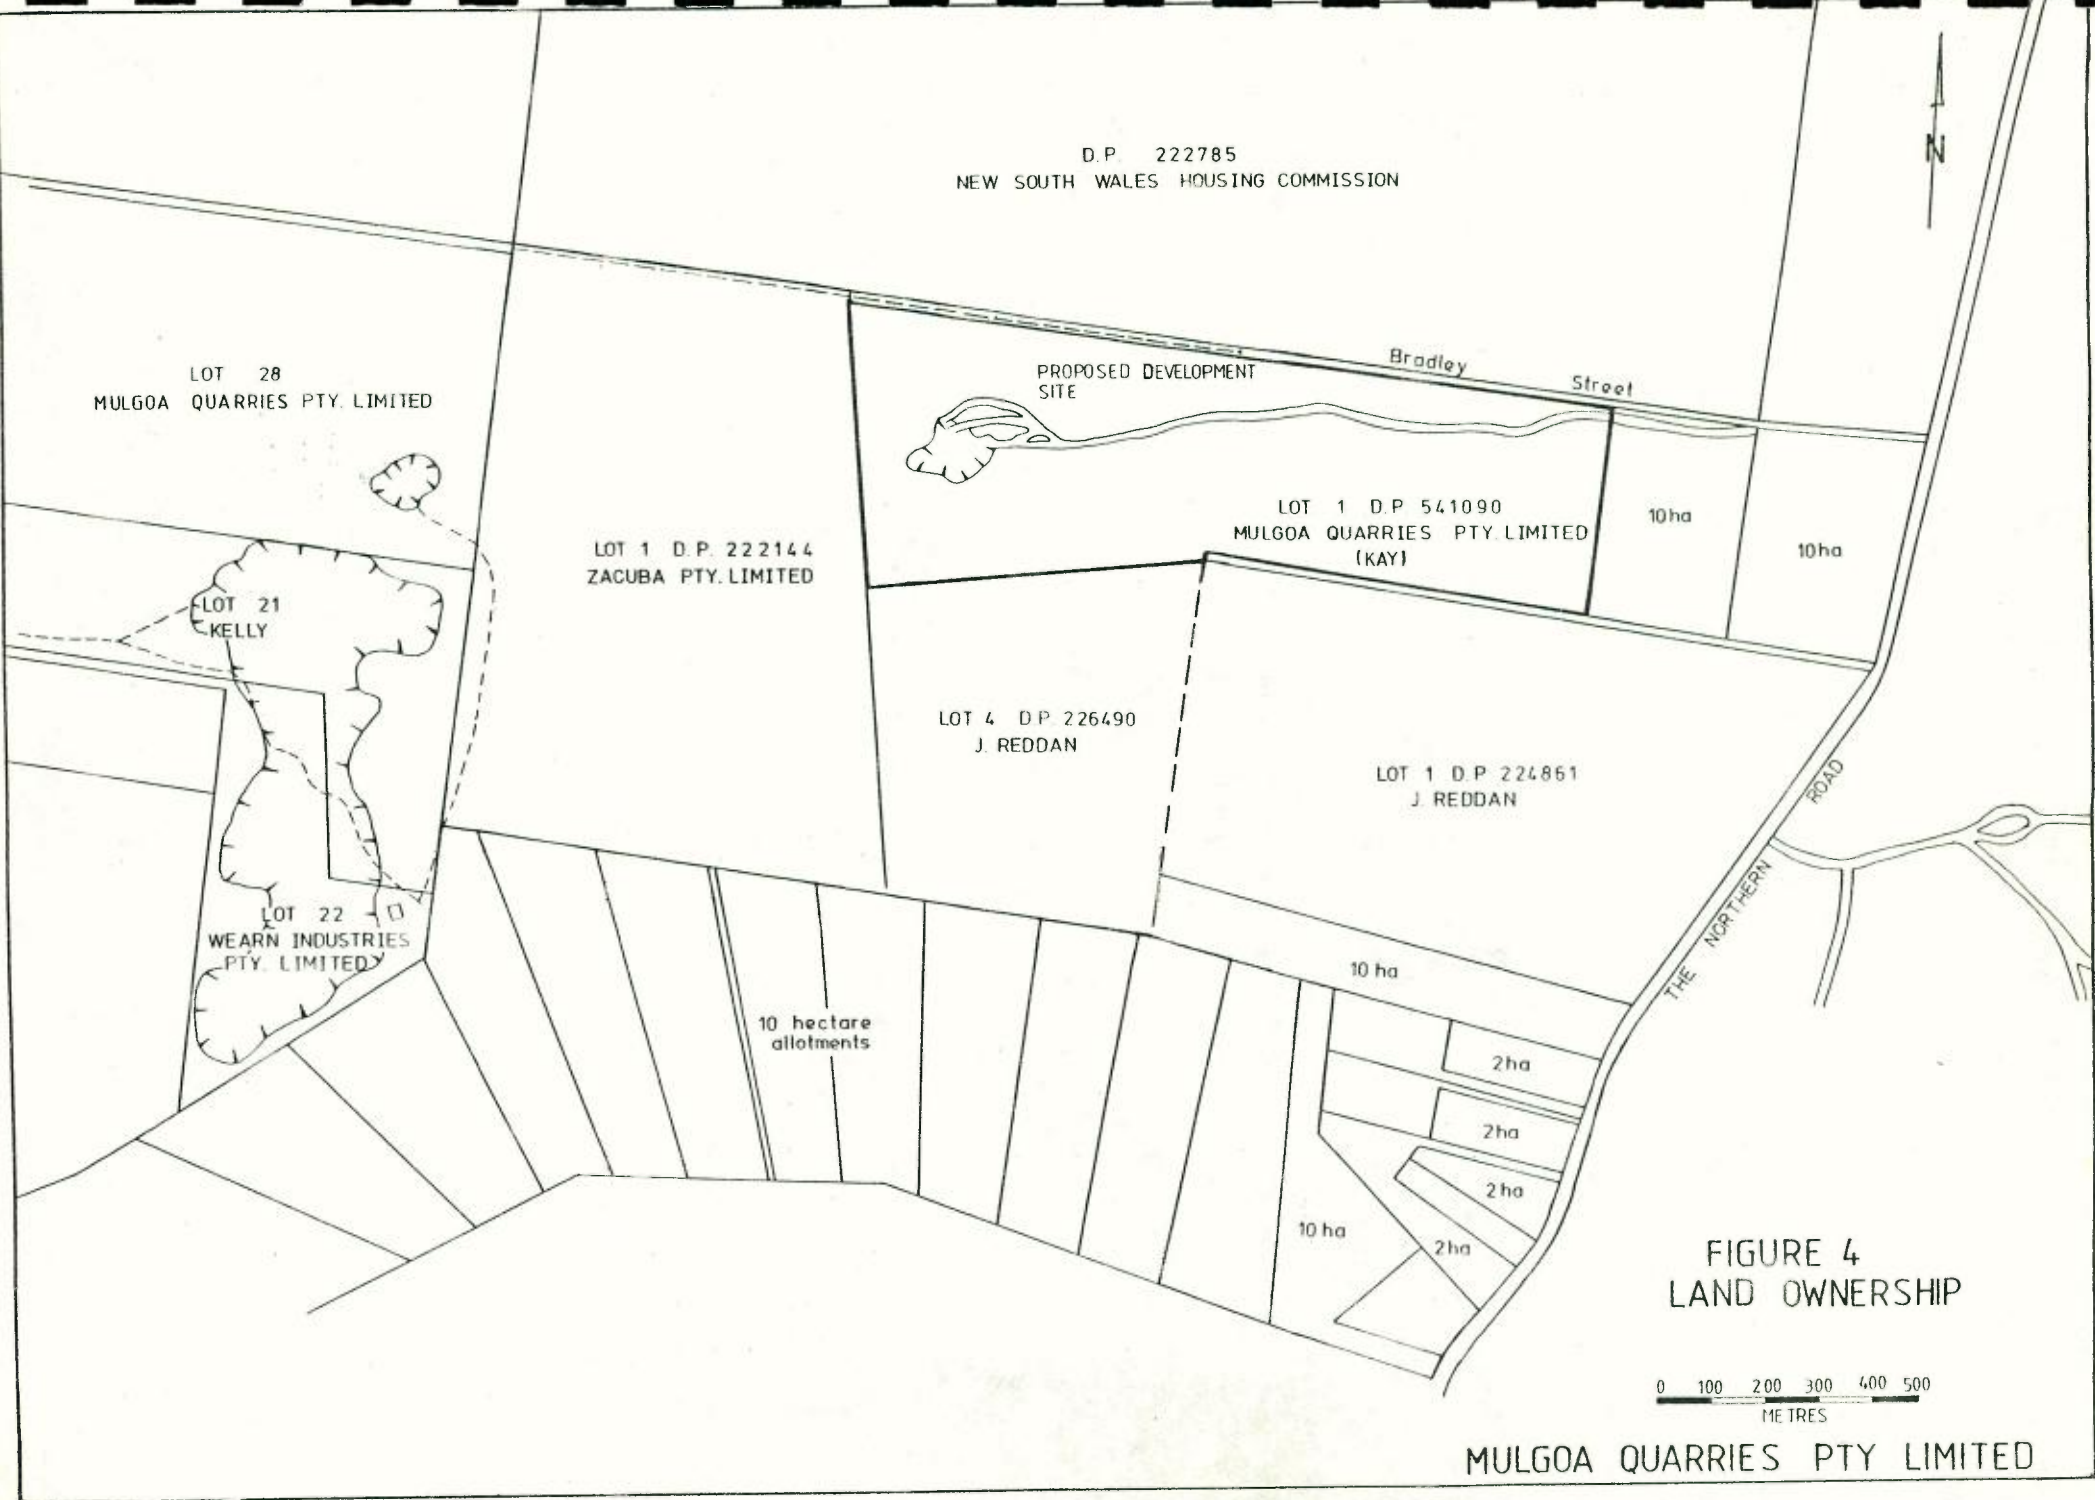 N
D.P. 222785
NEW SOUTH WALES HOUSING COMMISSION
Bradley Street
PROPOSED DEVELOPMENT
SITE
LOT 28
MULGOA QUARRIES PTY. LIMITED
LOT 1 D.P 541090
MULGOA QUARRIES PTY. LIMITED
(KAY)
10ha
10ha
LOT 1 D.P. 222144
ZACUBA PTY. LIMITED
LOT 21
KELLY
LOT 4 D.P. 226490
J. REDDAN
LOT 1 D.P 224861
J. REDDAN
THE NORTHERN ROAD
LOT 22
WEARN INDUSTRIES
PTY. LIMITED
10 ha
10 hectare
allotments
2ha
2ha
2ha
10 ha
2ha
FIGURE 4
LAND OWNERSHIP
0 100 200 300 400 500
METRES
MULGOA QUARRIES PTY LIMITED